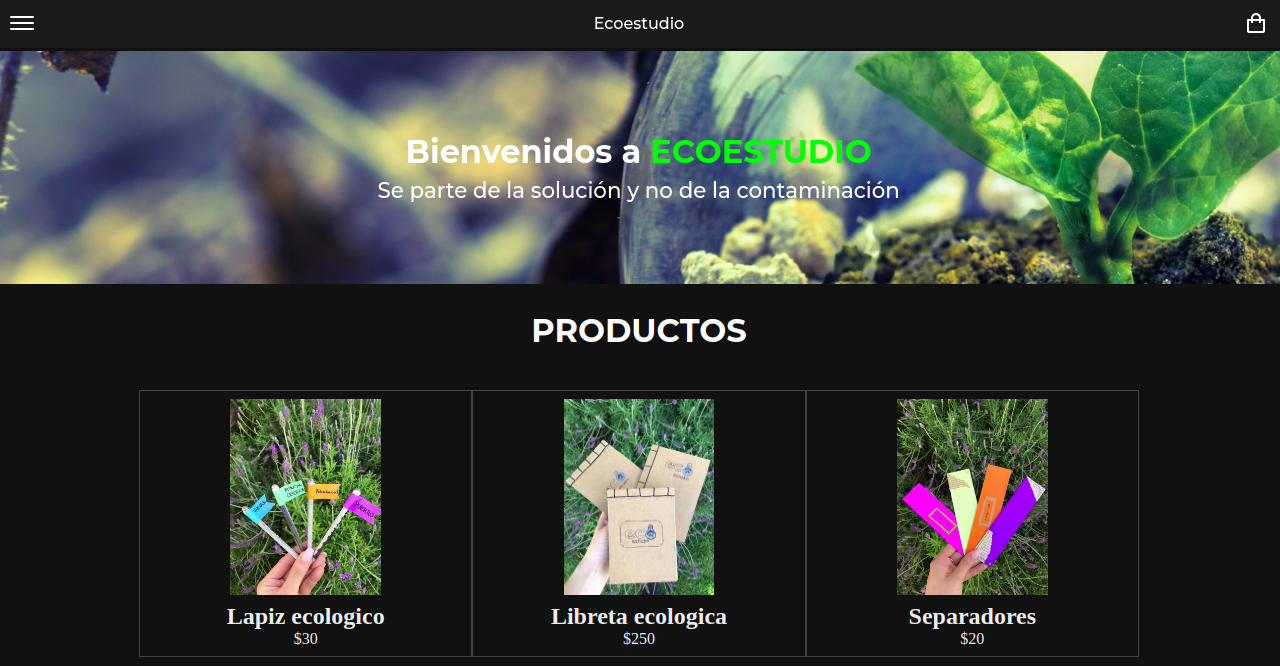 Ecoestudio
Bienvenidos a ECOESTUDIO
Se parte de la solución y no de la contaminación
PRODUCTOS
eco
Lapiz ecologico
Libreta ecologica
Separadores
$30
$250
$20